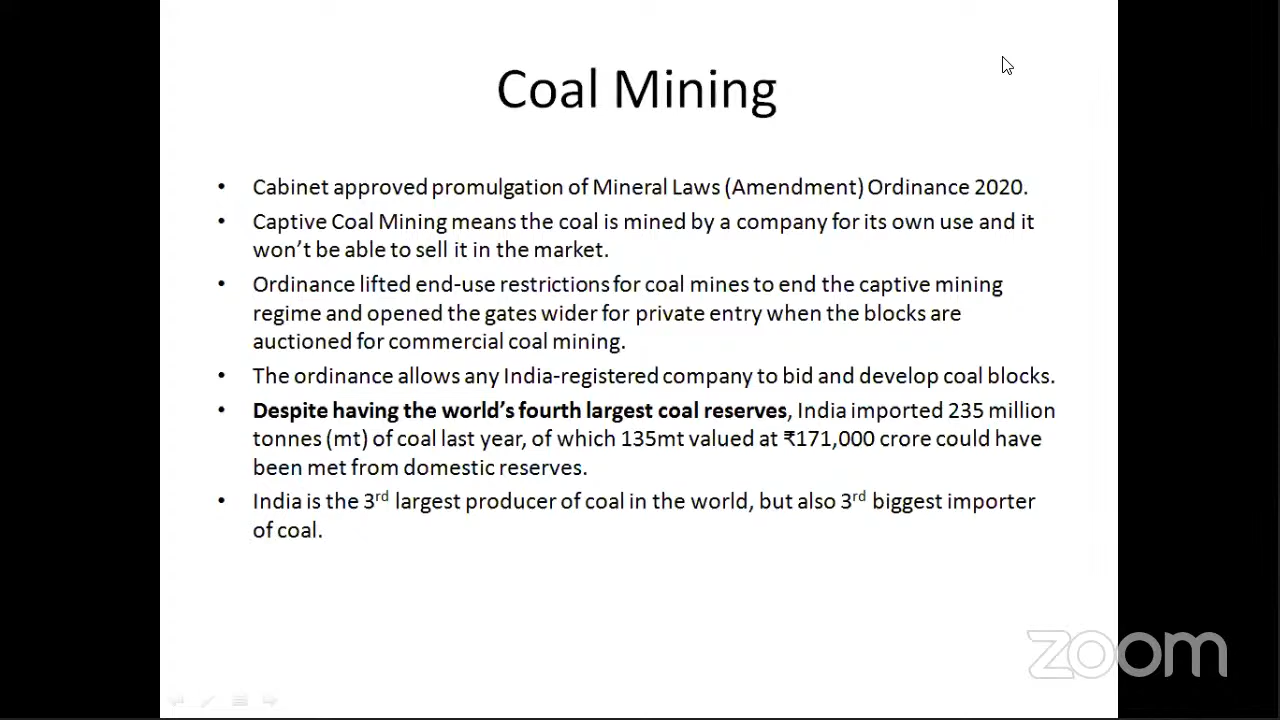 Coal Mining
• Cabinet approved promulgation of Mineral Laws (Amendment) Ordinance 2020.
• Captive Coal Mining means the coal is mined by a company for its own use and it
won’t be able to sell it in the market.
• Ordinance lifted end-use restrictions for coal mines to end the captive mining
regime and opened the gates wider for private entry when the blocks are
auctioned for commercial coal mining.
• The ordinance allows any India-registered company to bid and develop coal blocks.
• Despite having the world’s fourth largest coal reserves, India imported 235 million
tonnes (mt) of coal last year, of which 135mt valued at ₹171,000 crore could have
been met from domestic reserves.
• India is the 3rd largest producer of coal in the world, but also 3rd biggest importer
of coal.
zoom